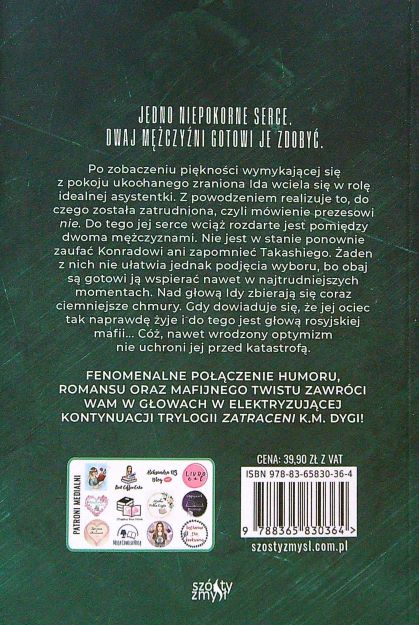 JEDNO NIEPOKORNE SERCE.
DWAJ MĘŻCZYŹNI GOTOWI JE ZDOBYĆ.
Po zobaczeniu piękności wymykającej się
z pokoju ukochanego zraniona Ida wciela się w rolę
idealnej asystentki. Z powodzeniem realizuje to, do
czego została zatrudniona, czyli mówienie prezesowi
nie. Do tego jej serce wciąż rozdarte jest pomiędzy
dwoma mężczyznami. Nie jest w stanie ponownie
zaufać Konradowi ani zapomnieć Takashiego. Żaden
z nich nie ułatwia jednak podjęcia wyboru, bo obaj
są gotowi ją wspierać nawet w najtrudniejszych
momentach. Nad głową Idy zbierają się coraz
ciemniejsze chmury. Gdy dowiaduje się, że jej ojciec
tak naprawdę żyje i do tego jest głową rosyjskiej
mafii... Cóż, nawet wrodzony optymizm
nie uchroni jej przed katastrofą.
FENOMENALNE POŁĄCZENIE HUMORU,
ROMANSU ORAZ MAFIJNEGO TWISTU ZAWRÓCI
WAM W GŁOWACH W ELEKTRYZUJĄCEJ
KONTYNUACJI TRYLOGII ZATRACENI K.M. DYGI!
PATRONI MEDIALNI
CENA: 39,90 ZŁ Z VAT
ISBN 978-83-65830-36-4
9 788365 830364 >
szostyzmysl.com.pl
szósty
zmysł